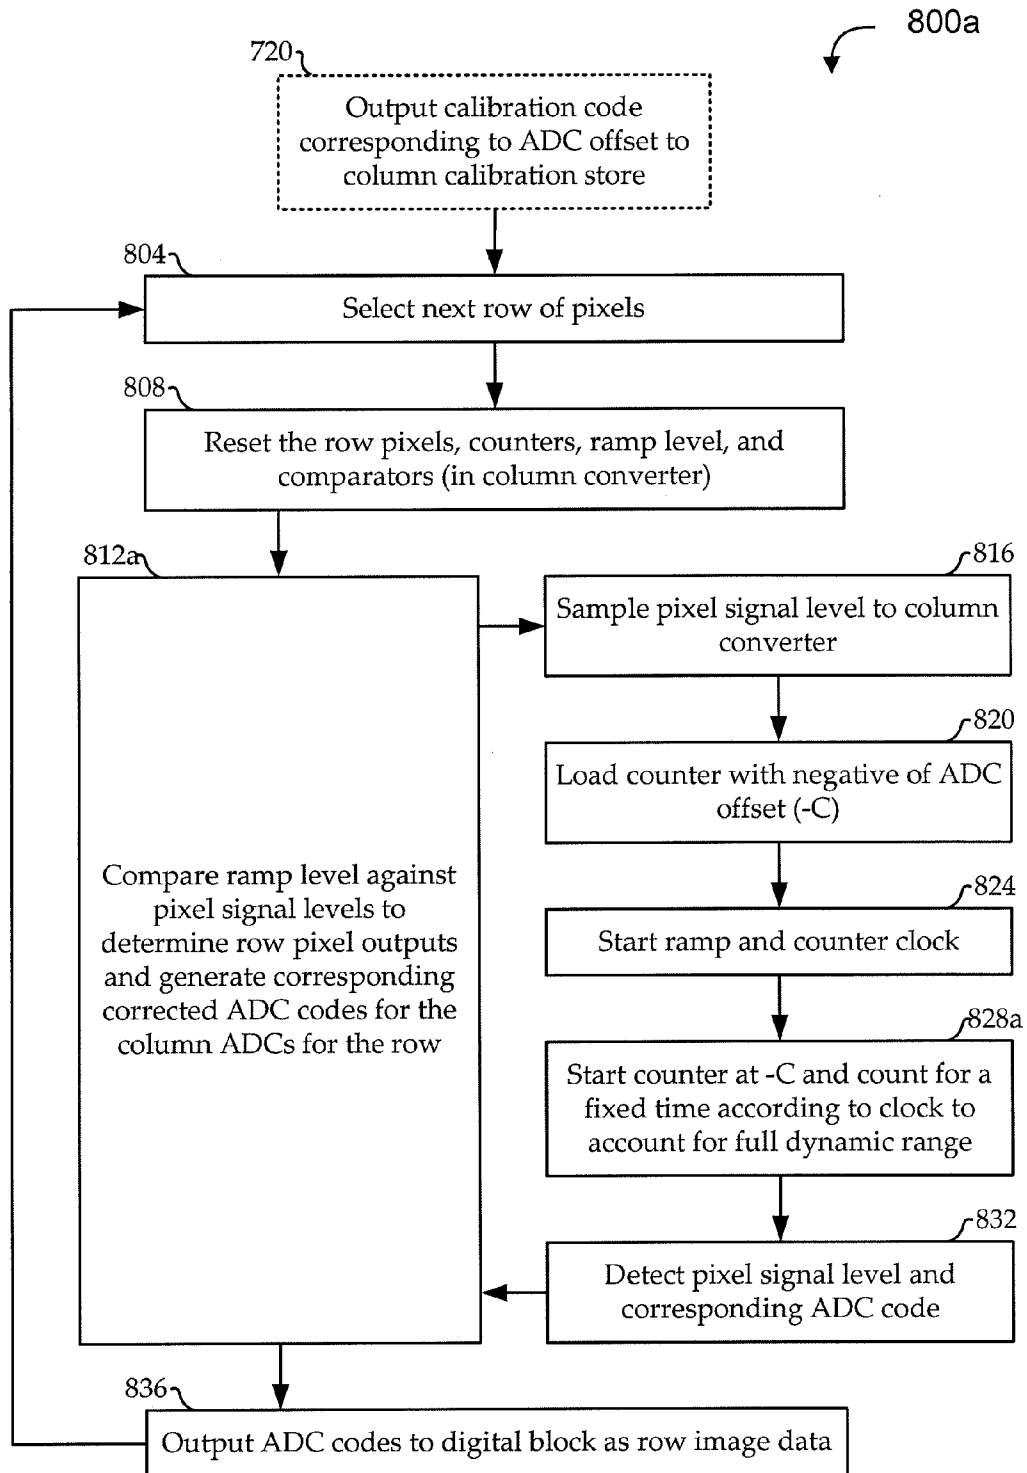 800a
720
Output calibration code
corresponding to ADC offset to
column calibration store
804
Select next row of pixels
808
Reset the row pixels, counters, ramp level, and
comparators (in column converter)
812a
Compare ramp level against
pixel signal levels to
determine row pixel outputs
and generate corresponding
corrected ADC codes for the
column ADCs for the row
816
Sample pixel signal level to column
converter
820
Load counter with negative of ADC
offset (-C)
824
Start ramp and counter clock
828a
Start counter at -C and count for a
fixed time according to clock to
account for full dynamic range
832
Detect pixel signal level and
corresponding ADC code
836
Output ADC codes to digital block as row image data